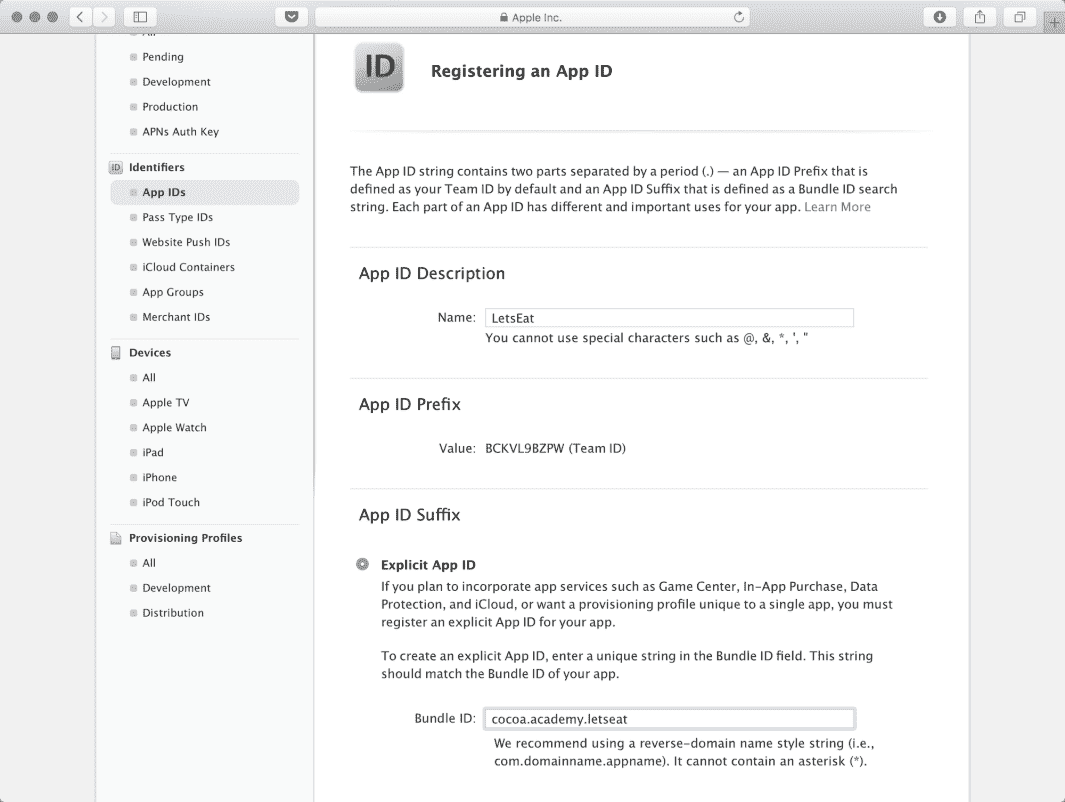 Apple Inc.
All
Pending
Development
Production
APNs Auth Key
ID Identifiers
App IDs
Pass Type IDs
Website Push IDs
iCloud Containers
App Groups
Merchant IDs
Devices
All
Apple TV
Apple Watch
iPad
iPhone
iPod Touch
Provisioning Profiles
All
Development
Distribution
ID Registering an App ID
The App ID string contains two parts separated by a period (.) — an App ID Prefix that is
defined as your Team ID by default and an App ID Suffix that is defined as a Bundle ID search
string. Each part of an App ID has different and important uses for your app. Learn More
App ID Description
Name: LetsEat
You cannot use special characters such as @, &, *, ', "
App ID Prefix
Value: BCKVL9BZPW (Team ID)
App ID Suffix
Explicit App ID
If you plan to incorporate app services such as Game Center, In-App Purchase, Data
Protection, and iCloud, or want a provisioning profile unique to a single app, you must
register an explicit App ID for your app.
To create an explicit App ID, enter a unique string in the Bundle ID field. This string
should match the Bundle ID of your app.
Bundle ID: cocoa.academy.letseat
We recommend using a reverse-domain name style string (i.e.,
com.domainname.appname). It cannot contain an asterisk (*).